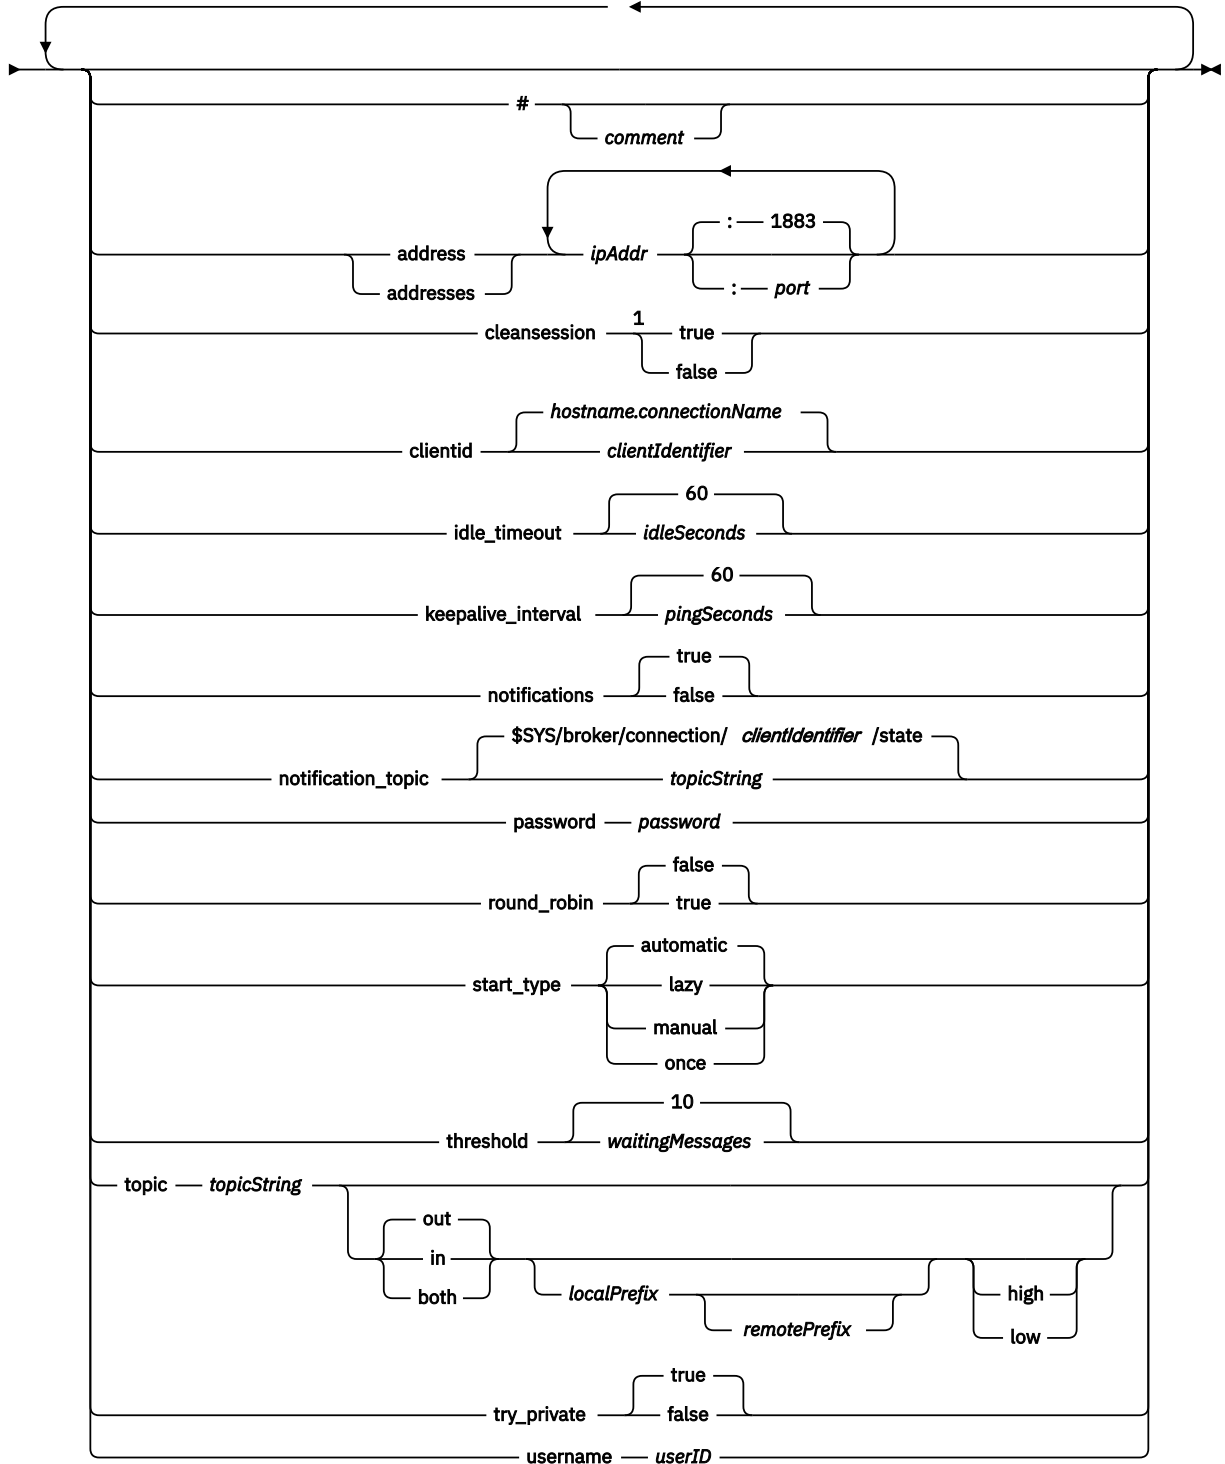 #
comment
: 1883
address ipAddr
addresses : port
1
cleansession true
false
hostname.connectionName
clientid clientIdentifier
60
idle_timeout idleSeconds
60
keepalive_interval pingSeconds
true
notifications false
$SYS/broker/connection/ clientIdentifier /state
notification_topic topicString
password password
false
round_robin true
automatic
start_type lazy
manual
once
10
threshold waitingMessages
topic topicString
out
in
both localPrefix high
remotePrefix low
true
try_private false
username userID